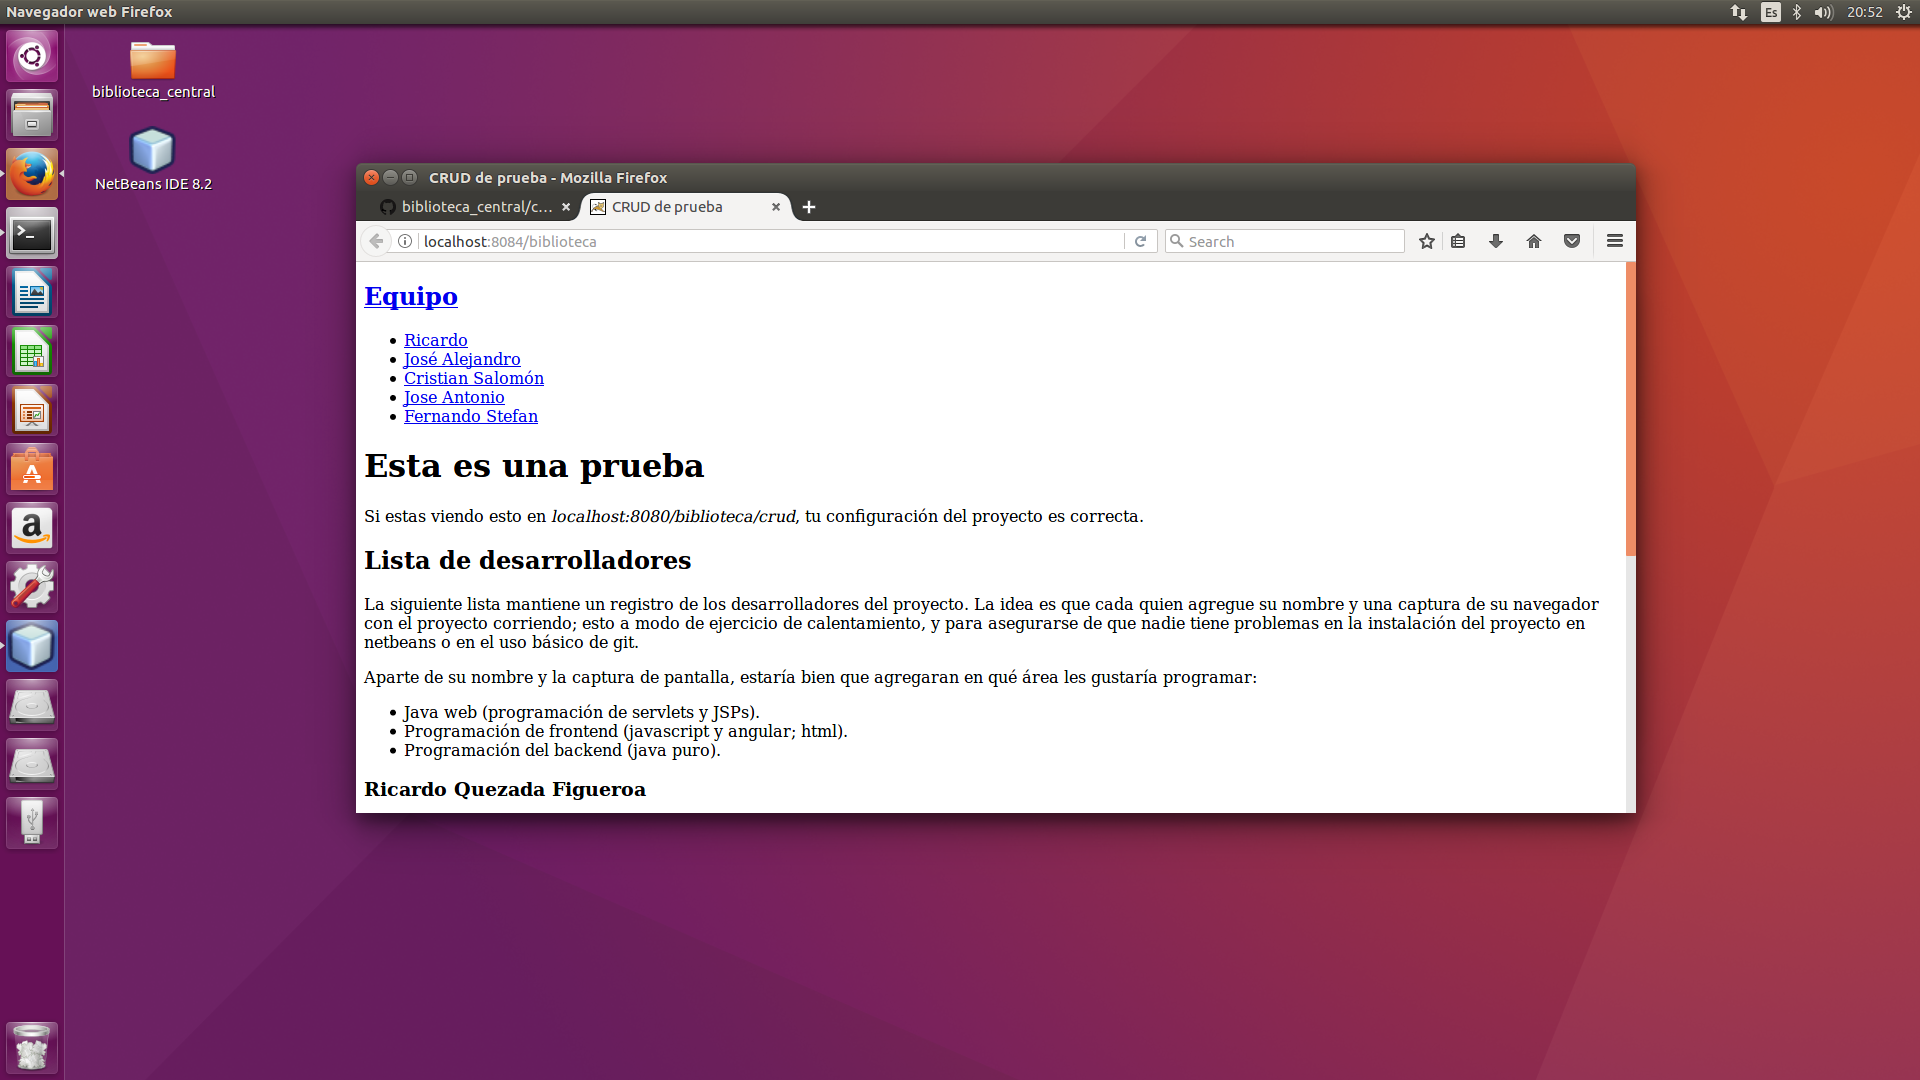 Navegador web Firefox
Es
20:52
biblioteca_central
NetBeans IDE 8.2
CRUD de prueba - Mozilla Firefox
biblioteca_central/c...
CRUD de prueba
localhost:8084/biblioteca
Search
Equipo
Ricardo
José Alejandro
Cristian Salomón
Jose Antonio
Fernando Stefan
Esta es una prueba
Si estas viendo esto en localhost:8080/biblioteca/crud, tu configuración del proyecto es correcta.
Lista de desarrolladores
La siguiente lista mantiene un registro de los desarrolladores del proyecto. La idea es que cada quien agregue su nombre y una captura de su navegador
con el proyecto corriendo; esto a modo de ejercicio de calentamiento, y para asegurarse de que nadie tiene problemas en la instalación del proyecto en
netbeans o en el uso básico de git.
Aparte de su nombre y la captura de pantalla, estaría bien que agregaran en qué área les gustaría programar:
Java web (programación de servlets y JSPs).
Programación de frontend (javascript y angular; html).
Programación del backend (java puro).
Ricardo Quezada Figueroa